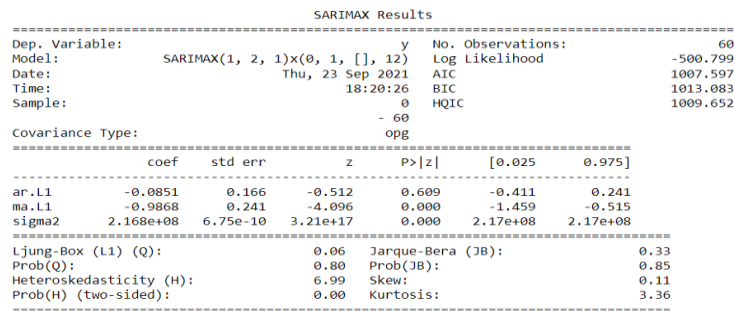 SARIMAX Results
==========================================================================================
Dep. Variable: y No. Observations: 60
Model: SARIMAX(1, 2, 1)x(0, 1, [], 12) Log Likelihood -500.799
Date: Thu, 23 Sep 2021 AIC 1007.597
Time: 18:20:26 BIC 1013.083
Sample: 0 HQIC 1009.652
- 60
Covariance Type: opg
==============================================================================
coef std err z P>|z| [0.025 0.975]
------------------------------------------------------------------------------
ar.L1 -0.0851 0.166 -0.512 0.609 -0.411 0.241
ma.L1 -0.9868 0.241 -4.096 0.000 -1.459 -0.515
sigma2 2.168e+08 6.75e-10 3.21e+17 0.000 2.17e+08 2.17e+08
===================================================================================
Ljung-Box (L1) (Q): 0.06 Jarque-Bera (JB): 0.33
Prob(Q): 0.80 Prob(JB): 0.85
Heteroskedasticity (H): 6.99 Skew: 0.11
Prob(H) (two-sided): 0.00 Kurtosis: 3.36
===================================================================================